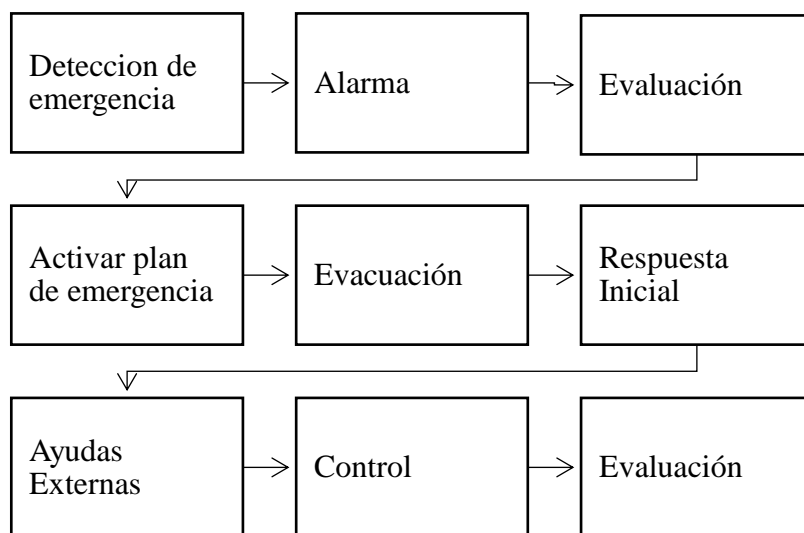 Deteccion de
emergencia
Alarma
Evaluación
Activar plan
de emergencia
Evacuación
Respuesta
Inicial
Ayudas
Externas
Control
Evaluación